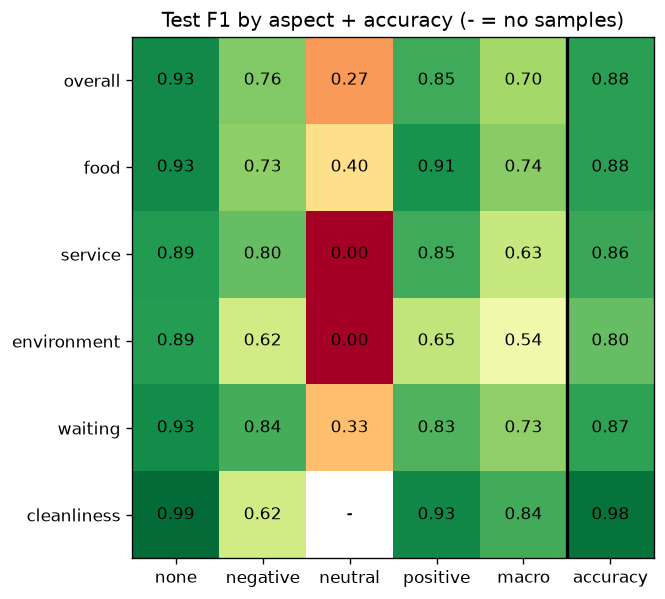 Test F1 by aspect + accuracy (- = no samples)
overall 0.93 0.76 0.27 0.85 0.70 0.88
food 0.93 0.73 0.40 0.91 0.74 0.88
service 0.89 0.80 0.00 0.85 0.63 0.86
environment 0.89 0.62 0.00 0.65 0.54 0.80
waiting 0.93 0.84 0.33 0.83 0.73 0.87
cleanliness 0.99 0.62 - 0.93 0.84 0.98
none negative neutral positive macro accuracy